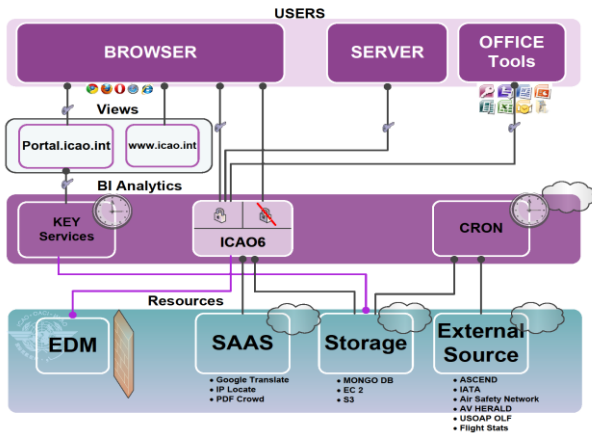 USERS
BROWSER
SERVER
OFFICE
Tools
Views
Portal.icao.int
www.icao.int
BI Analytics
KEY
Services
ICAO6
CRON
Resources
EDM
SAAS
Storage
External
Source
• Google Translate
• IP Locate
• PDF Crowd
• MONGO DB
• EC 2
• S3
• ASCEND
• IATA
• Air Safety Network
• AV HERALD
• USOAP OLF
• Flight Stats